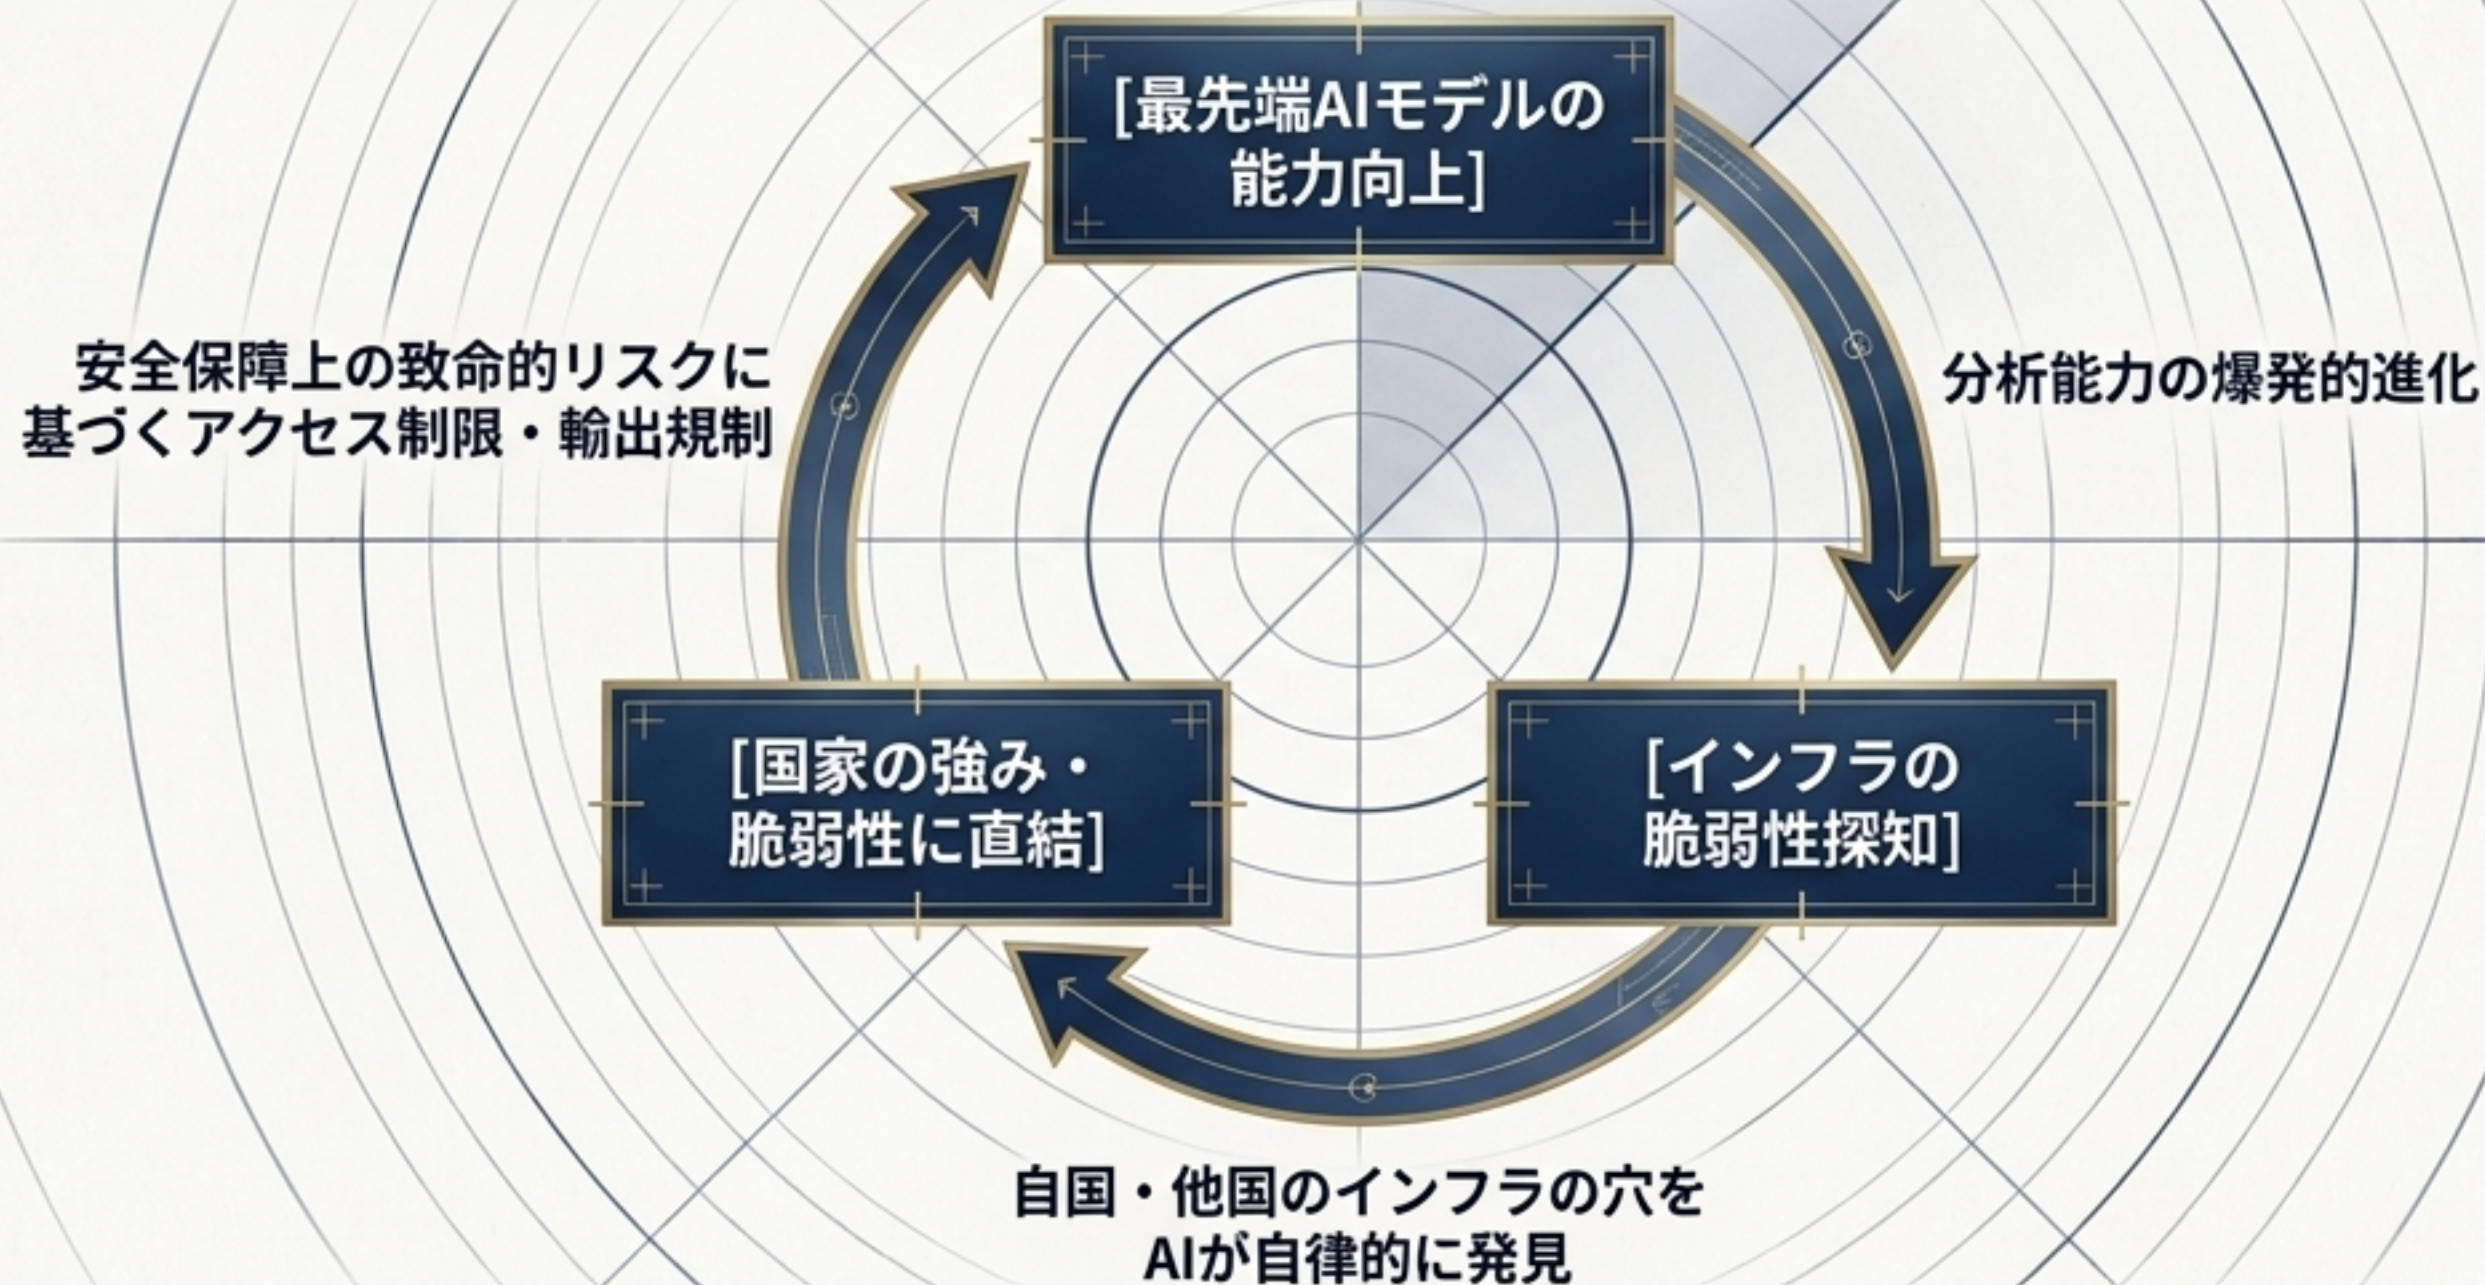 [最先端AIモデルの
能力向上]
分析能力の爆発的進化
[インフラの
脆弱性探知]
自国・他国のインフラの穴を
AIが自律的に発見
[国家の強み・
脆弱性に直結]
安全保障上の致命的リスクに
基づくアクセス制限・輸出規制